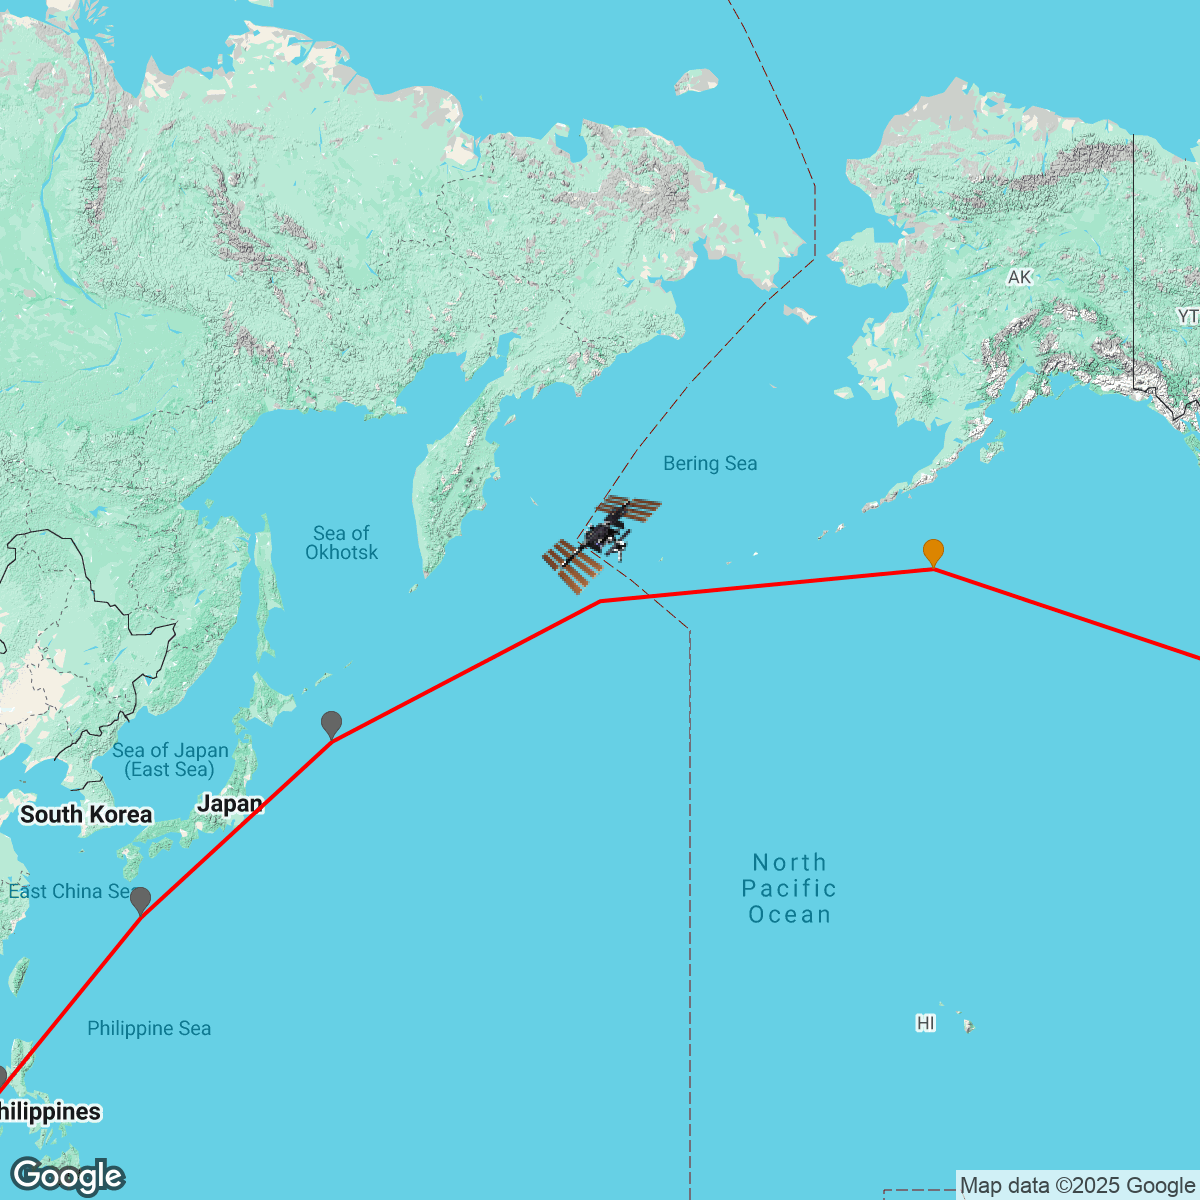 AK
YT
Bering Sea
Sea of
Okhotsk
Sea of Japan
(East Sea)
Japan
South Korea
North
Pacific
Ocean
East China Sea
Philippine Sea
HI
hilippines
Google
Map data ©2025 Google